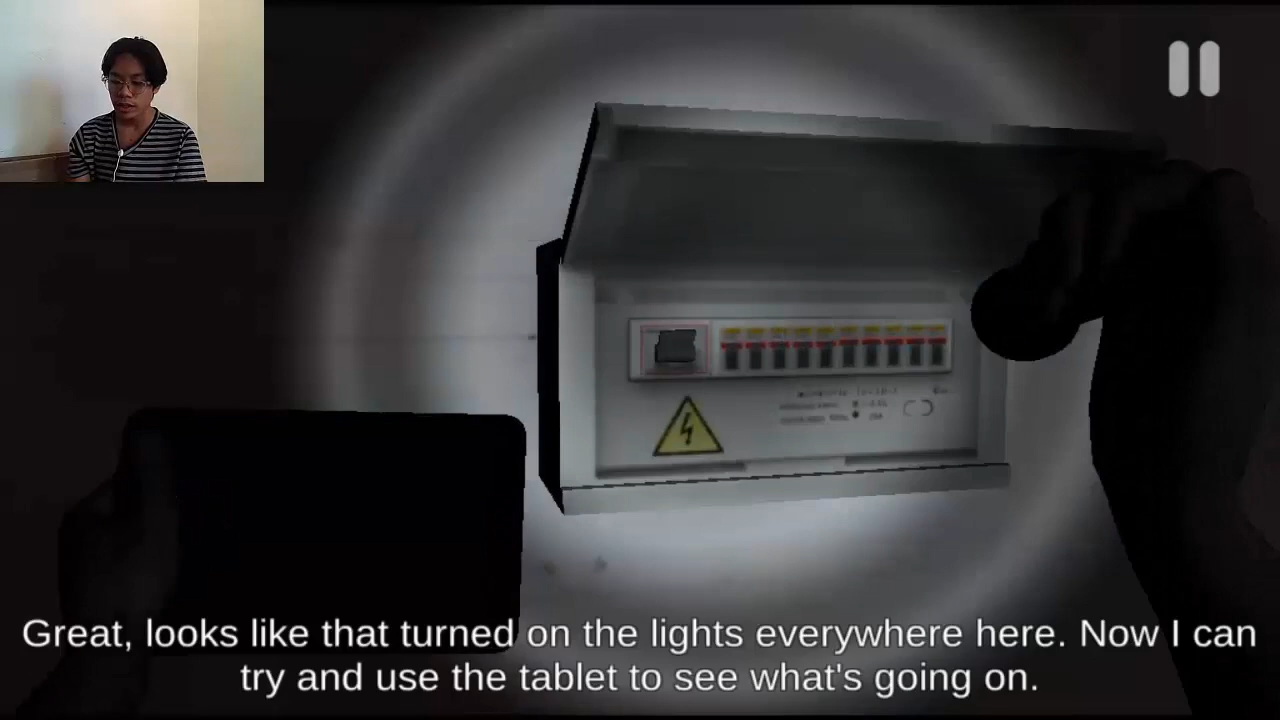 Great, looks like that turned on the lights everywhere here. Now I can
try and use the tablet to see what's going on.